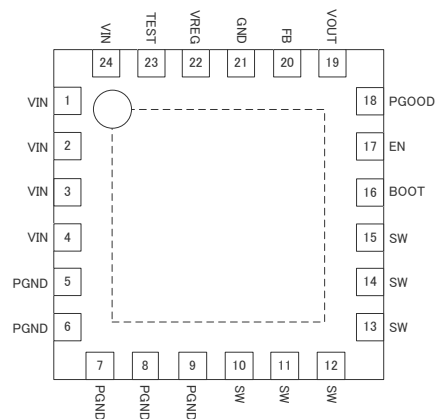 VIN TEST VREG GND FB VOUT
24 23 22 21 20 19
VIN 1 18 PGOOD
VIN 2 17 EN
VIN 3 16 BOOT
VIN 4 15 SW
PGND 5 14 SW
PGND 6 13 SW
7 8 9 10 11 12
PGND PGND PGND SW SW SW